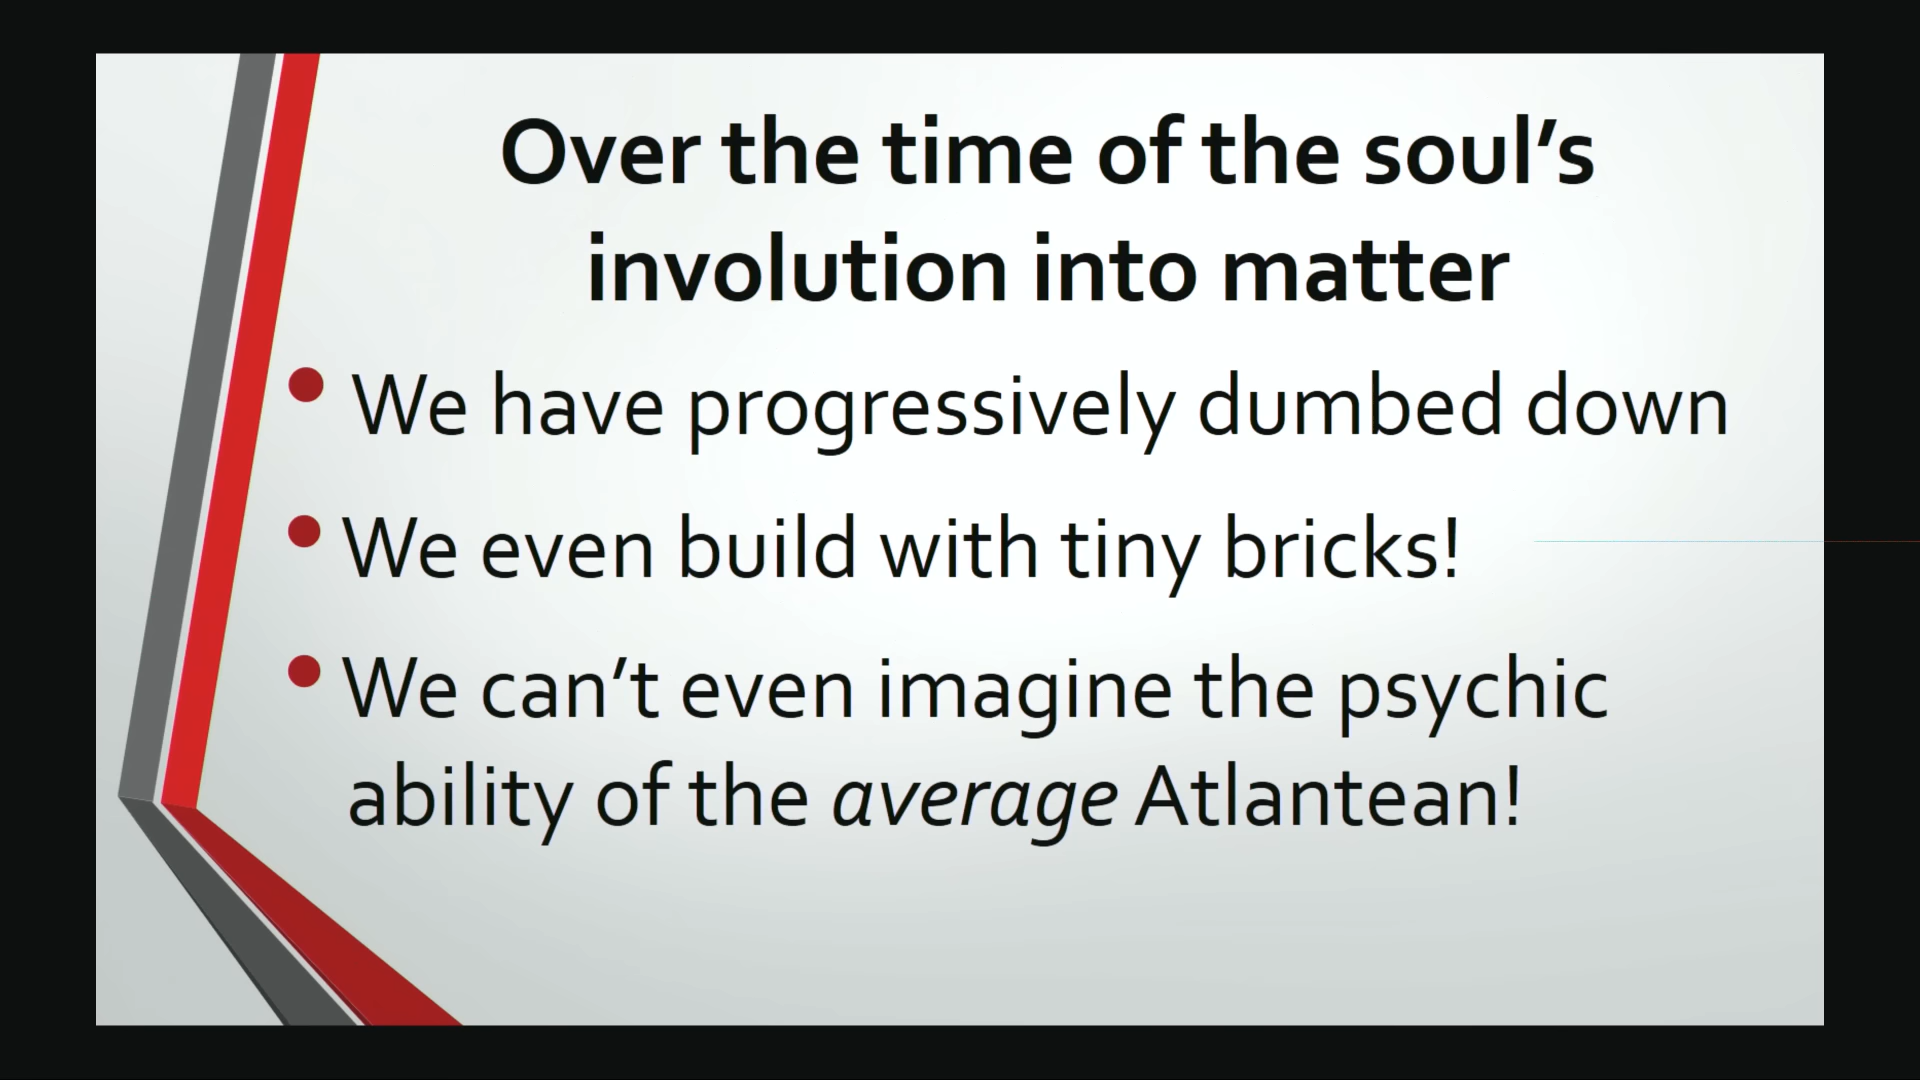 Over the time of the soul’s
involution into matter
• We have progressively dumbed down
• We even build with tiny bricks!
• We can’t even imagine the psychic
ability of the average Atlantean!